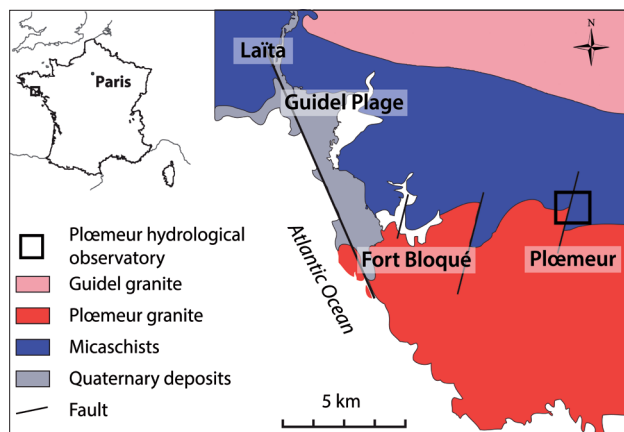 Paris
Plœmeur hydrological
observatory
Guidel granite
Plœmeur granite
Micaschists
Quaternary deposits
Fault
N
Laïta
Guidel Plage
Fort Bloqué
Plœmeur
Atlantic Ocean
5 km